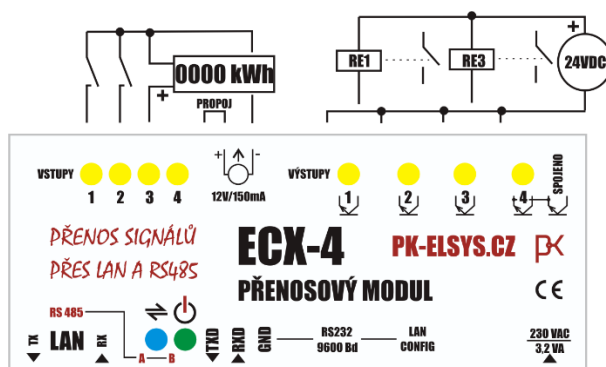 0000 kWh
PROPOJ
+
RE1
RE3
+
24VDC
VSTUPY
1 2 3 4
+ -
12V/150mA
VÝSTUPY
1 2 3 4
SPOJENO
PŘENOS SIGNÁLŮ
PŘES LAN A RS485
ECX-4
PŘENOSOVÝ MODUL
PK-ELSYS.CZ
PK
CE
RS 485
TX
LAN
RX
A B
TXD
RXD
GND
RS232
9600 Bd
LAN
CONFIG
230 VAC
3,2 VA